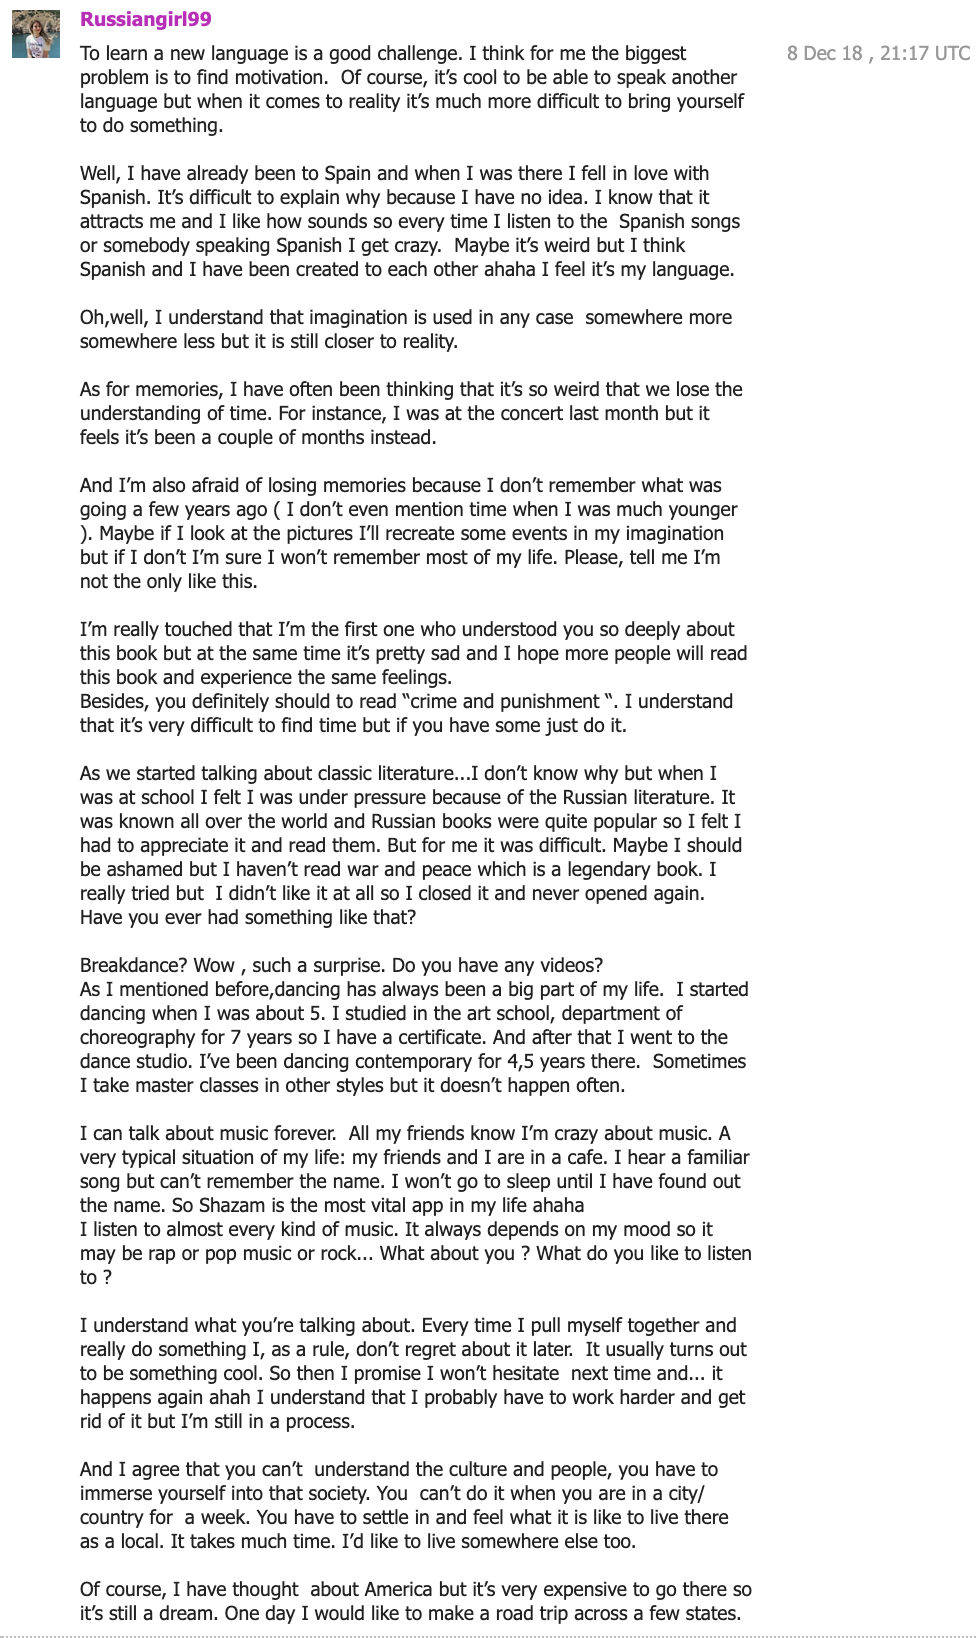 Russiangirl99
8 Dec 18 , 21:17 UTC
To learn a new language is a good challenge. I think for me the biggest
problem is to find motivation.  Of course, it’s cool to be able to speak another
language but when it comes to reality it’s much more difficult to bring yourself
to do something.

Well, I have already been to Spain and when I was there I fell in love with
Spanish. It’s difficult to explain why because I have no idea. I know that it
attracts me and I like how sounds so every time I listen to the  Spanish songs
or somebody speaking Spanish I get crazy.  Maybe it’s weird but I think
Spanish and I have been created to each other ahaha I feel it’s my language.

Oh,well, I understand that imagination is used in any case  somewhere more
somewhere less but it is still closer to reality.

As for memories, I have often been thinking that it’s so weird that we lose the
understanding of time. For instance, I was at the concert last month but it
feels it’s been a couple of months instead.

And I’m also afraid of losing memories because I don’t remember what was
going a few years ago ( I don’t even mention time when I was much younger
). Maybe if I look at the pictures I’ll recreate some events in my imagination
but if I don’t I’m sure I won’t remember most of my life. Please, tell me I’m
not the only like this.

I’m really touched that I’m the first one who understood you so deeply about
this book but at the same time it’s pretty sad and I hope more people will read
this book and experience the same feelings.
Besides, you definitely should to read “crime and punishment “. I understand
that it’s very difficult to find time but if you have some just do it.

As we started talking about classic literature...I don’t know why but when I
was at school I felt I was under pressure because of the Russian literature. It
was known all over the world and Russian books were quite popular so I felt I
had to appreciate it and read them. But for me it was difficult. Maybe I should
be ashamed but I haven’t read war and peace which is a legendary book. I
really tried but  I didn’t like it at all so I closed it and never opened again.
Have you ever had something like that?

Breakdance? Wow , such a surprise. Do you have any videos?
As I mentioned before,dancing has always been a big part of my life.  I started
dancing when I was about 5. I studied in the art school, department of
choreography for 7 years so I have a certificate. And after that I went to the
dance studio. I’ve been dancing contemporary for 4,5 years there.  Sometimes
I take master classes in other styles but it doesn’t happen often.

I can talk about music forever.  All my friends know I’m crazy about music. A
very typical situation of my life: my friends and I are in a cafe. I hear a familiar
song but can’t remember the name. I won’t go to sleep until I have found out
the name. So Shazam is the most vital app in my life ahaha
I listen to almost every kind of music. It always depends on my mood so it
may be rap or pop music or rock... What about you ? What do you like to listen
to ?

I understand what you’re talking about. Every time I pull myself together and
really do something I, as a rule, don’t regret about it later.  It usually turns out
to be something cool. So then I promise I won’t hesitate  next time and... it
happens again ahah I understand that I probably have to work harder and get
rid of it but I’m still in a process.

And I agree that you can’t  understand the culture and people, you have to
immerse yourself into that society. You  can’t do it when you are in a city/
country for  a week. You have to settle in and feel what it is like to live there
as a local. It takes much time. I’d like to live somewhere else too.

Of course, I have thought  about America but it’s very expensive to go there so
it’s still a dream. One day I would like to make a road trip across a few states.